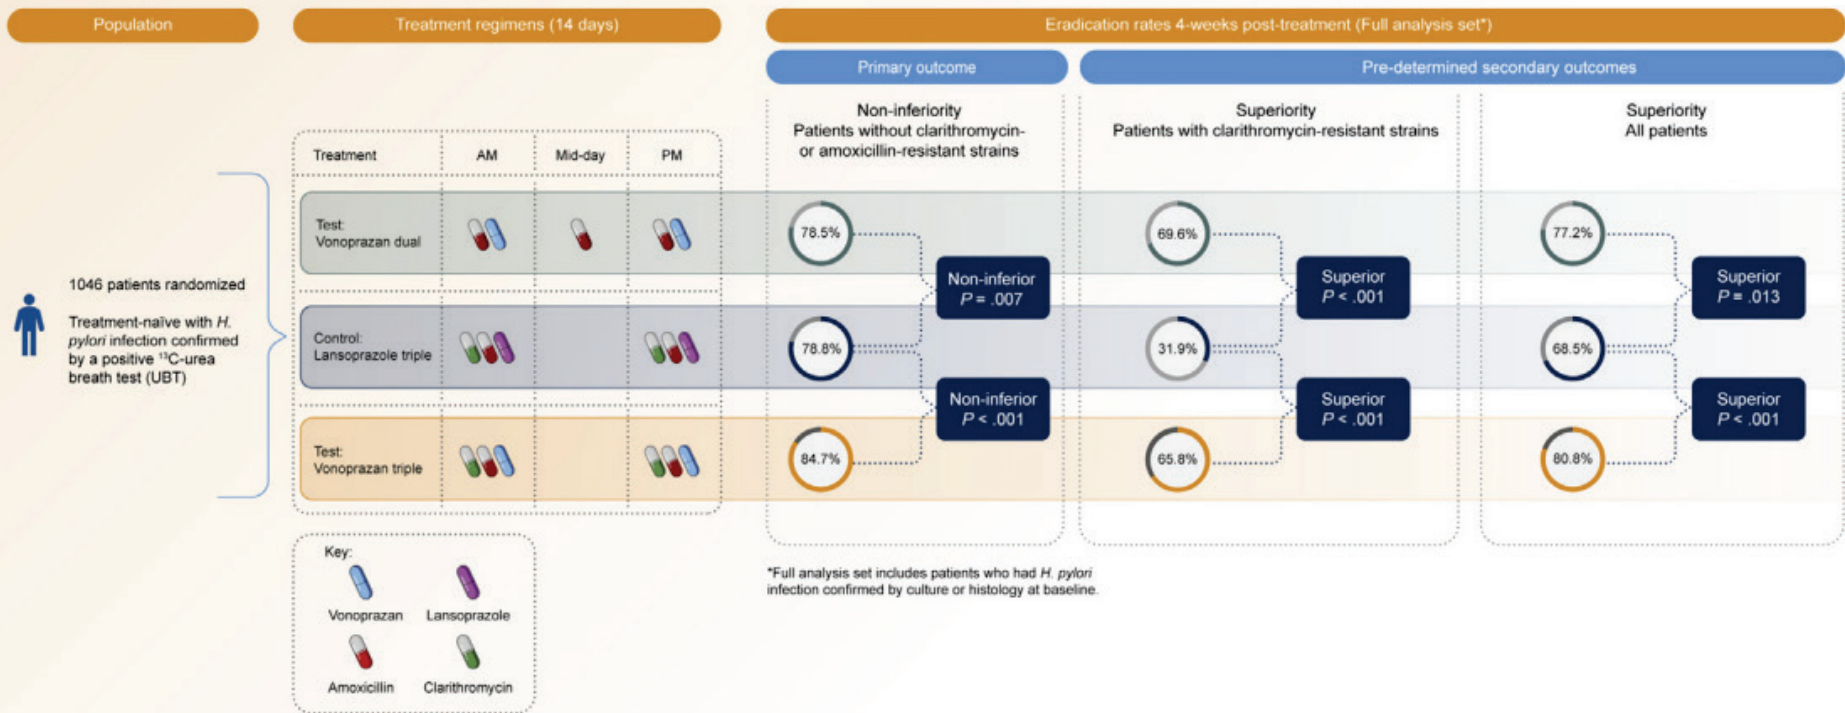 Population
Treatment regimens (14 days)
Eradication rates 4-weeks post-treatment (Full analysis set*)
Primary outcome
Pre-determined secondary outcomes
Non-inferiority
Patients without clarithromycin-
or amoxicillin-resistant strains
Superiority
Patients with clarithromycin-resistant strains
Superiority
All patients
Treatment
AM
Mid-day
PM
1046 patients randomized
Treatment-naïve with H.
pylori infection confirmed
by a positive ¹³C-urea
breath test (UBT)
Test:
Vonoprazan dual
78.5%
69.6%
77.2%
Non-inferior
P = .007
Superior
P < .001
Superior
P = .013
Control:
Lansoprazole triple
78.8%
31.9%
68.5%
Non-inferior
P < .001
Superior
P < .001
Superior
P < .001
Test:
Vonoprazan triple
84.7%
65.8%
80.8%
Key:
Vonoprazan
Lansoprazole
Amoxicillin
Clarithromycin
*Full analysis set includes patients who had H. pylori
infection confirmed by culture or histology at baseline.